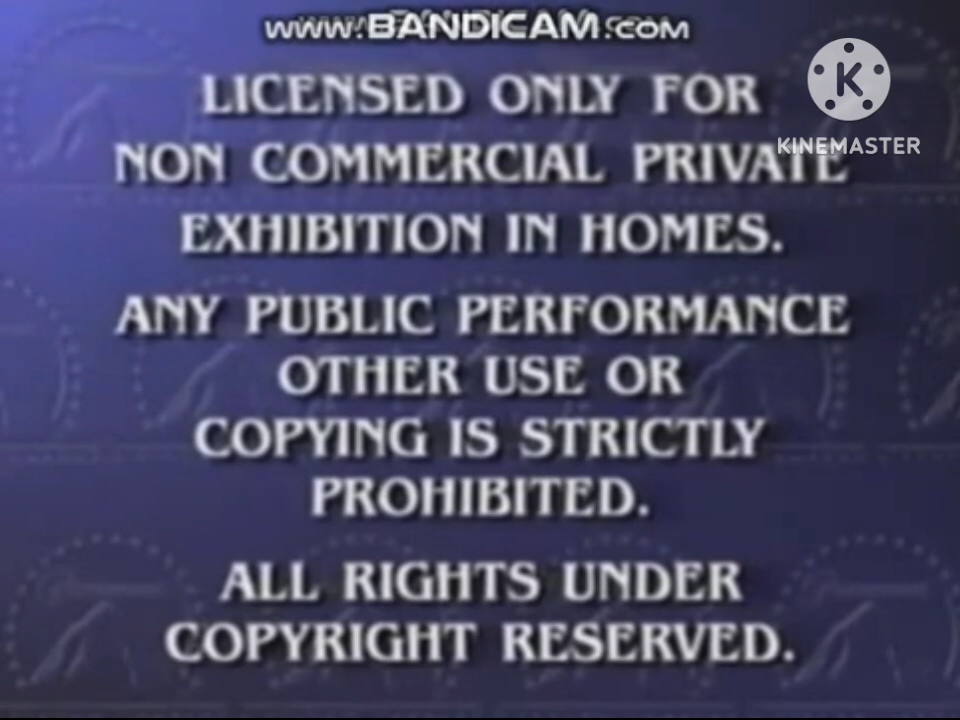 www.BANDICAM.com
KINEMASTER
LICENSED ONLY FOR
NON COMMERCIAL PRIVATE
EXHIBITION IN HOMES.
ANY PUBLIC PERFORMANCE
OTHER USE OR
COPYING IS STRICTLY
PROHIBITED.
ALL RIGHTS UNDER
COPYRIGHT RESERVED.